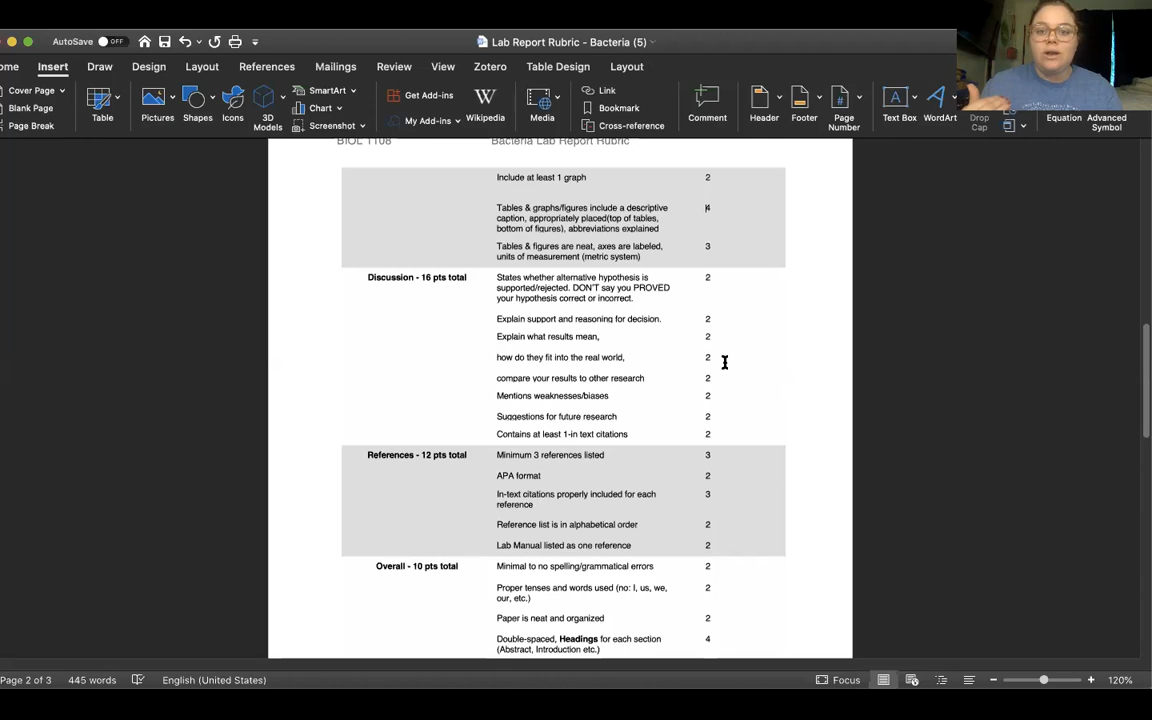 AutoSave OFF
Lab Report Rubric - Bacteria (5)
ome Insert Draw Design Layout References Mailings Review View Zotero Table Design Layout
Cover Page
Blank Page
Page Break
Table
Pictures
Shapes
Icons
3D
Models
SmartArt
Chart
Screenshot
Get Add-ins
My Add-ins
Wikipedia
Media
Link
Bookmark
Cross-reference
Comment
Header
Footer
Page
Number
Text Box
WordArt
Drop
Cap
Equation
Advanced
Symbol
BIOL 1108 Bacteria Lab Report Rubric
Include at least 1 graph 2
Tables & graphs/figures include a descriptive 4
caption, appropriately placed(top of tables,
bottom of figures), abbreviations explained
Tables & figures are neat, axes are labeled, 3
units of measurement (metric system)
Discussion - 16 pts total States whether alternative hypothesis is 2
supported/rejected. DON'T say you PROVED
your hypothesis correct or incorrect.
Explain support and reasoning for decision. 2
Explain what results mean, 2
how do they fit into the real world, 2
compare your results to other research 2
Mentions weaknesses/biases 2
Suggestions for future research 2
Contains at least 1-in text citations 2
References - 12 pts total Minimum 3 references listed 3
APA format 2
In-text citations properly included for each 3
reference
Reference list is in alphabetical order 2
Lab Manual listed as one reference 2
Overall - 10 pts total Minimal to no spelling/grammatical errors 2
Proper tenses and words used (no: I, us, we, 2
our, etc.)
Paper is neat and organized 2
Double-spaced, Headings for each section 4
(Abstract, Introduction etc.)
Page 2 of 3 445 words English (United States) Focus 120%